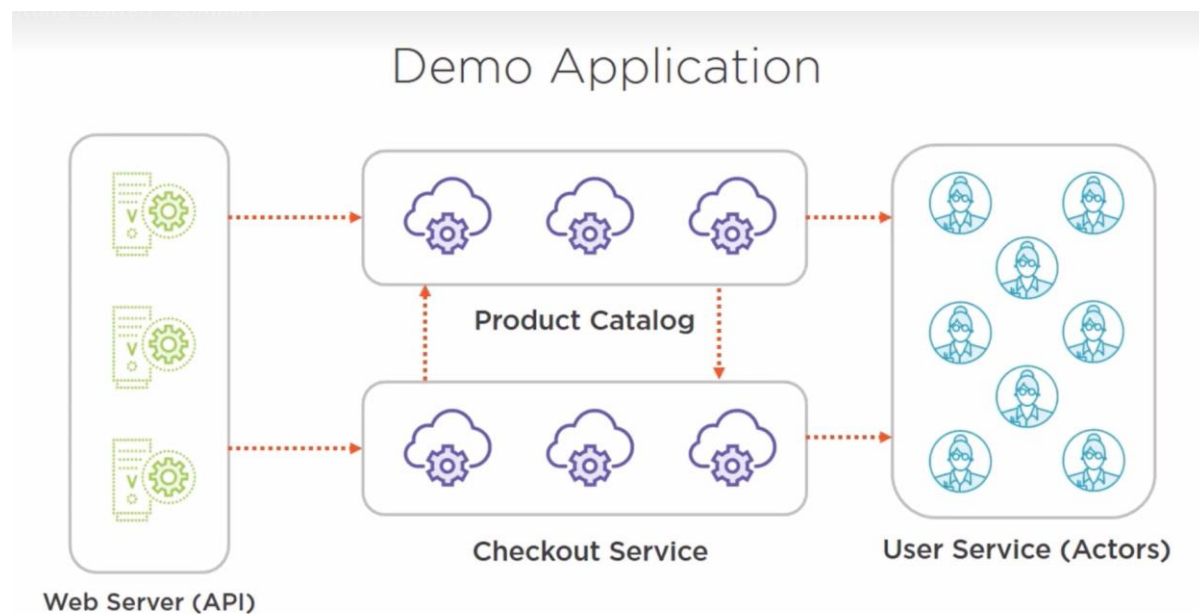 Demo Application
Product Catalog
Checkout Service
User Service (Actors)
Web Server (API)